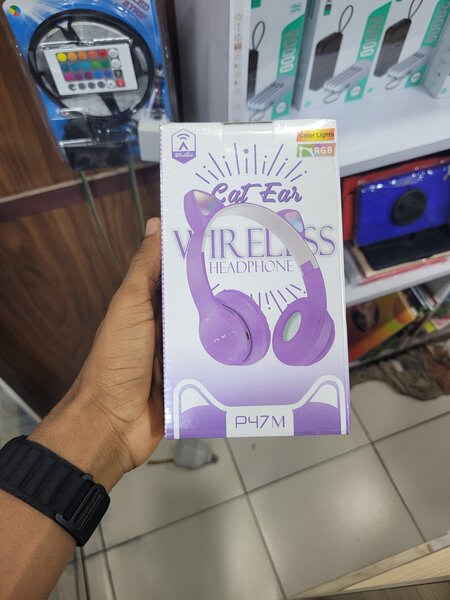 Color Lights
RGB
Cat Ear
WIRELESS
HEADPHONE
P47M